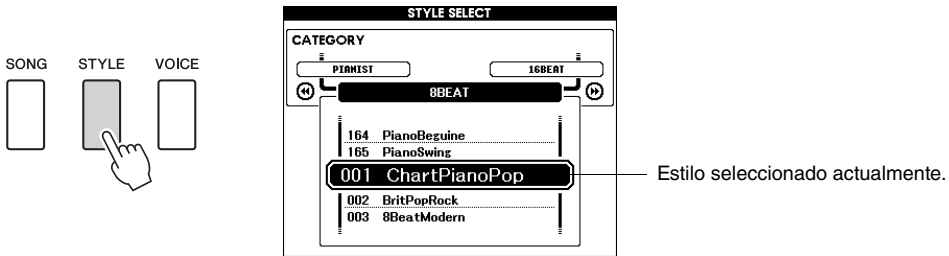 STYLE SELECT
SONG STYLE VOICE
CATEGORY
PIANIST 16BEAT
8BEAT
164 PianoBeguine
165 PianoSwing
001 ChartPianoPop
002 BritPopRock
003 8BeatModern
Estilo seleccionado actualmente.